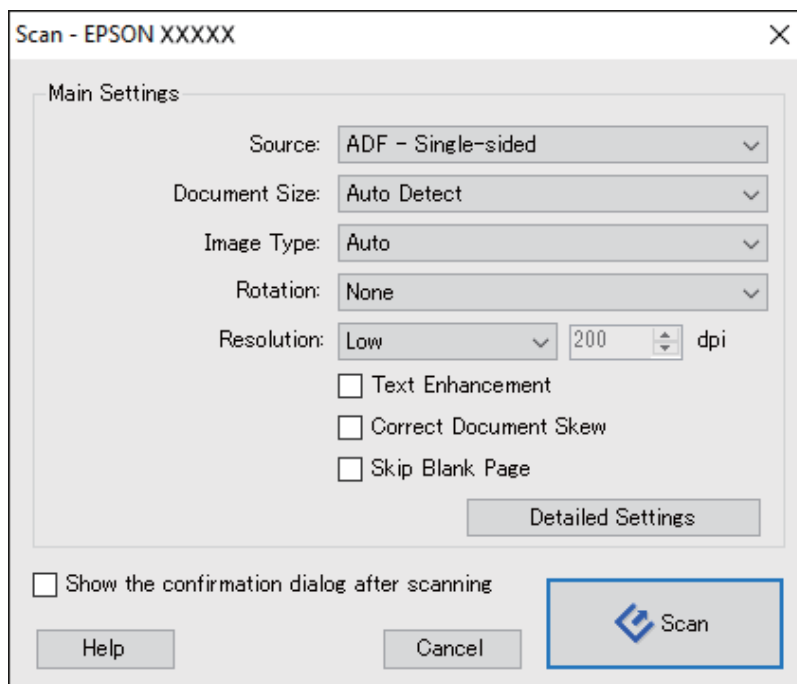 Scan - EPSON XXXXX
Main Settings
Source: ADF - Single-sided
Document Size: Auto Detect
Image Type: Auto
Rotation: None
Resolution: Low 200 dpi
Text Enhancement
Correct Document Skew
Skip Blank Page
Detailed Settings
Show the confirmation dialog after scanning
Scan
Help Cancel